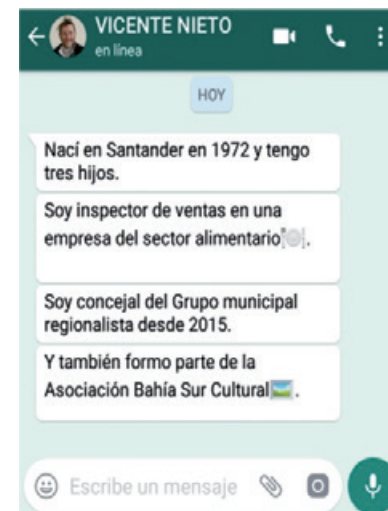 VICENTE NIETO
en línea
HOY
Nací en Santander en 1972 y tengo
tres hijos.
Soy inspector de ventas en una
empresa del sector alimentario🍽.
Soy concejal del Grupo municipal
regionalista desde 2015.
Y también formo parte de la
Asociación Bahía Sur Cultural🏞.
Escribe un mensaje